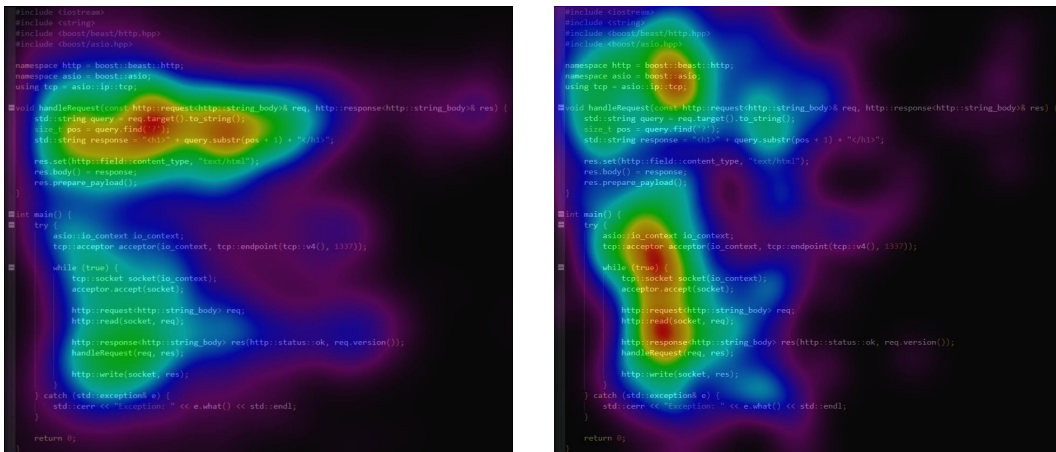 #include <iostream>
#include <string>
#include <boost/beast/http.hpp>
#include <boost/asio.hpp>
namespace http = boost::beast::http;
namespace asio = boost::asio;
using tcp = asio::ip::tcp;
void handleRequest(const http::request<http::string_body>& req, http::response<http::string_body>& res) {
std::string query = req.target().to_string();
size_t pos = query.find('?');
std::string response = "<h1>" + query.substr(pos + 1) + "</h1>";
res.set(http::field::content_type, "text/html");
res.body() = response;
res.prepare_payload();
}
int main() {
try {
asio::io_context io_context;
tcp::acceptor acceptor(io_context, tcp::endpoint(tcp::v4(), 1337));
while (true) {
tcp::socket socket(io_context);
acceptor.accept(socket);
http::request<http::string_body> req;
http::read(socket, req);
http::response<http::string_body> res(http::status::ok, req.version());
handleRequest(req, res);
http::write(socket, res);
}
} catch (std::exception& e) {
std::cerr << "Exception: " << e.what() << std::endl;
}
return 0;
}
#include <iostream>
#include <string>
#include <boost/beast/http.hpp>
#include <boost/asio.hpp>
namespace http = boost::beast::http;
namespace asio = boost::asio;
using tcp = asio::ip::tcp;
void handleRequest(const http::request<http::string_body>& req, http::response<http::string_body>& res)
std::string query = req.target().to_string();
size_t pos = query.find('?');
std::string response = "<h1>" + query.substr(pos + 1) + "</h1>";
res.set(http::field::content_type, "text/html");
res.body() = response;
res.prepare_payload();
}
int main() {
try {
asio::io_context io_context;
tcp::acceptor acceptor(io_context, tcp::endpoint(tcp::v4(), 1337));
while (true) {
tcp::socket socket(io_context);
acceptor.accept(socket);
http::request<http::string_body> req;
http::read(socket, req);
http::response<http::string_body> res(http::status::ok, req.version());
handleRequest(req, res);
http::write(socket, res);
}
} catch (std::exception& e) {
std::cerr << "Exception: " << e.what() << std::endl;
}
return 0;
}